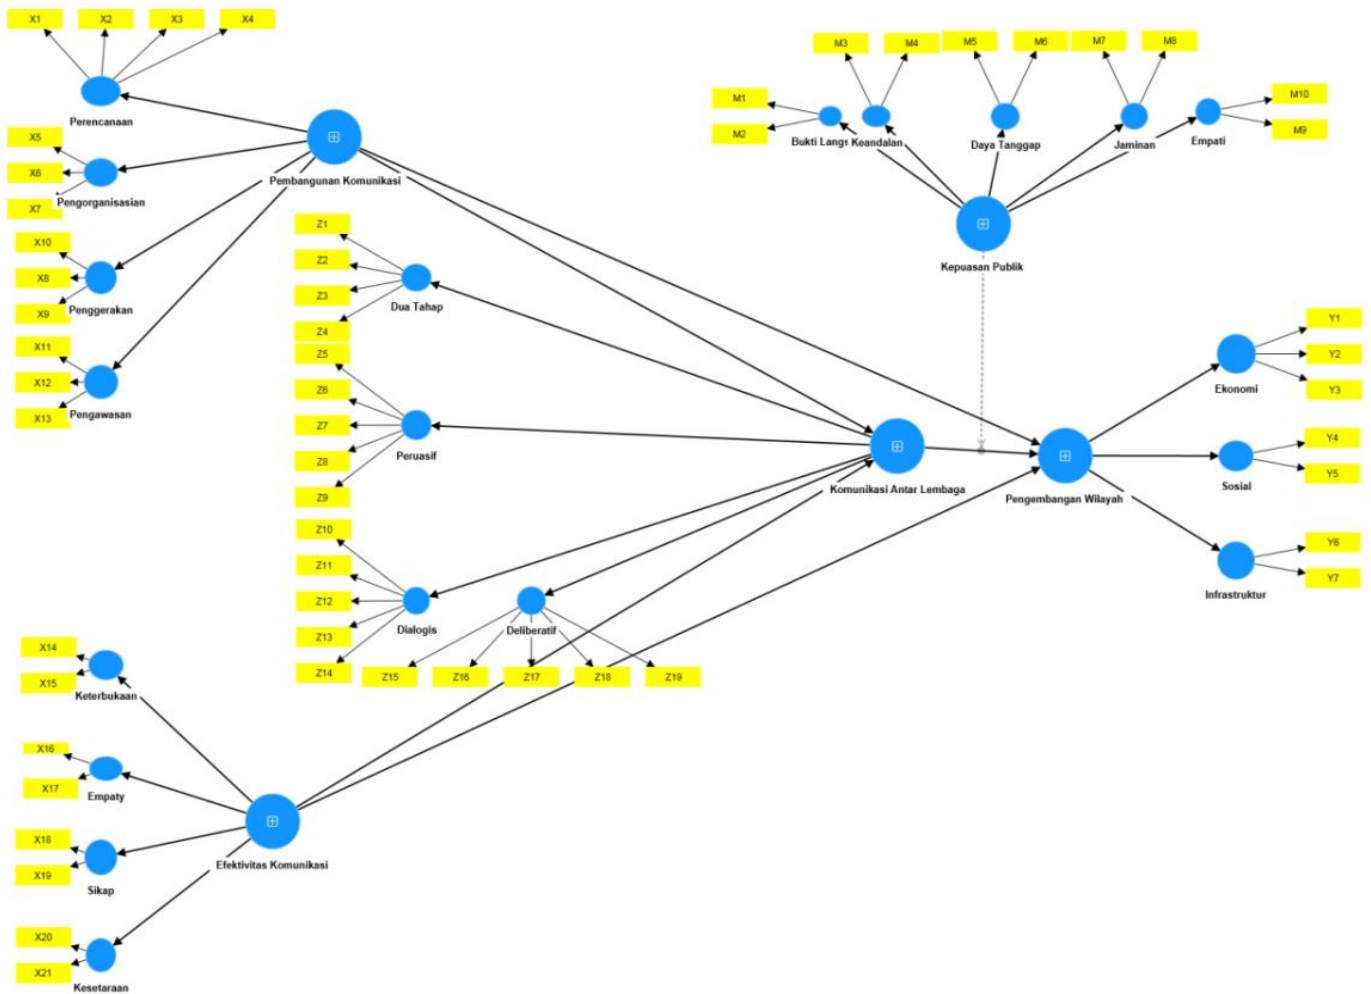 X1 X2 X3 X4
Perencanaan
X5
X6
X7
Pengorganisasian
X10
X8
X9
Penggerakan
X11
X12
X13
Pengawasan
Pembangunan Komunikasi
Z1
Z2
Z3
Z4
Dua Tahap
Z5
Z6
Z7
Z8
Z9
Peruasif
Z10
Z11
Z12
Z13
Z14
Dialogis
Deliberatif
Z15 Z16 Z17 Z18 Z19
M1
M2
Bukti Langs
M3 M4
Keandalan
M5 M6
Daya Tanggap
M7 M8
Jaminan
M10
M9
Empati
Kepuasan Publik
Komunikasi Antar Lembaga
Pengembangan Wilayah
Y1
Y2
Y3
Ekonomi
Y4
Y5
Sosial
Y6
Y7
Infrastruktur
X14
X15
Keterbukaan
X16
X17
Empaty
X18
X19
Sikap
X20
X21
Kesetaraan
Efektivitas Komunikasi